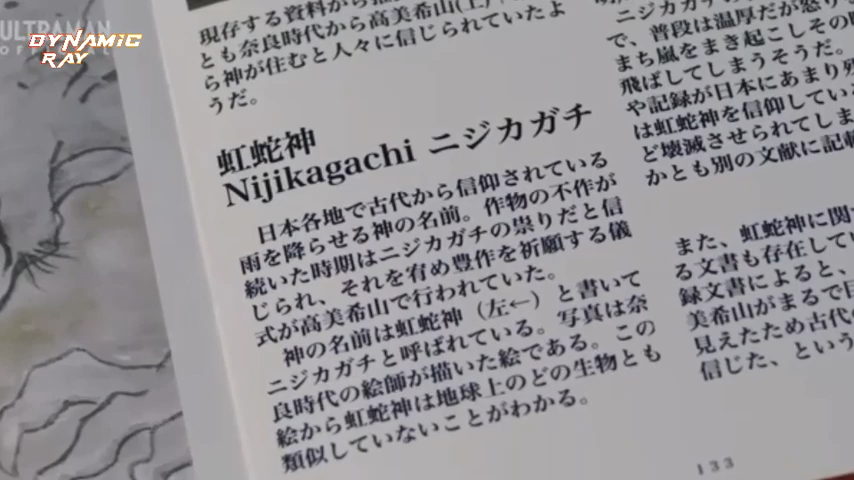 ULTRAMAN
DYNAMIC
RAY
現存する資料から
とも奈良時代から高美希山(上)
ら神が住むと人々に信じられていたよ
うだ。
虹蛇神
Nijikagachi ニジカガチ
日本各地で古代から信仰されている
雨を降らせる神の名前。作物の不作が
続いた時期はニジカガチの祟りだと信
じられ、それを宥め豊作を祈願する儀
式が高美希山で行われていた。
神の名前は虹蛇神（左←）と書いて
ニジカガチと呼ばれている。写真は奈
良時代の絵師が描いた絵である。この
絵から虹蛇神は地球上のどの生物とも
類似していないことがわかる。
ニジカガチの
で、普段は温厚だが怒り
まち嵐をまき起こしその
飛ばしてしまうそうだ。
や記録が日本にあまり残
は虹蛇神を信仰している
ど壊滅させられてしま
かとも別の文献に記載
また、虹蛇神に関す
る文書も存在してい
録文書によると、
美希山がまるで
見えたため古代の
信じた、という
133